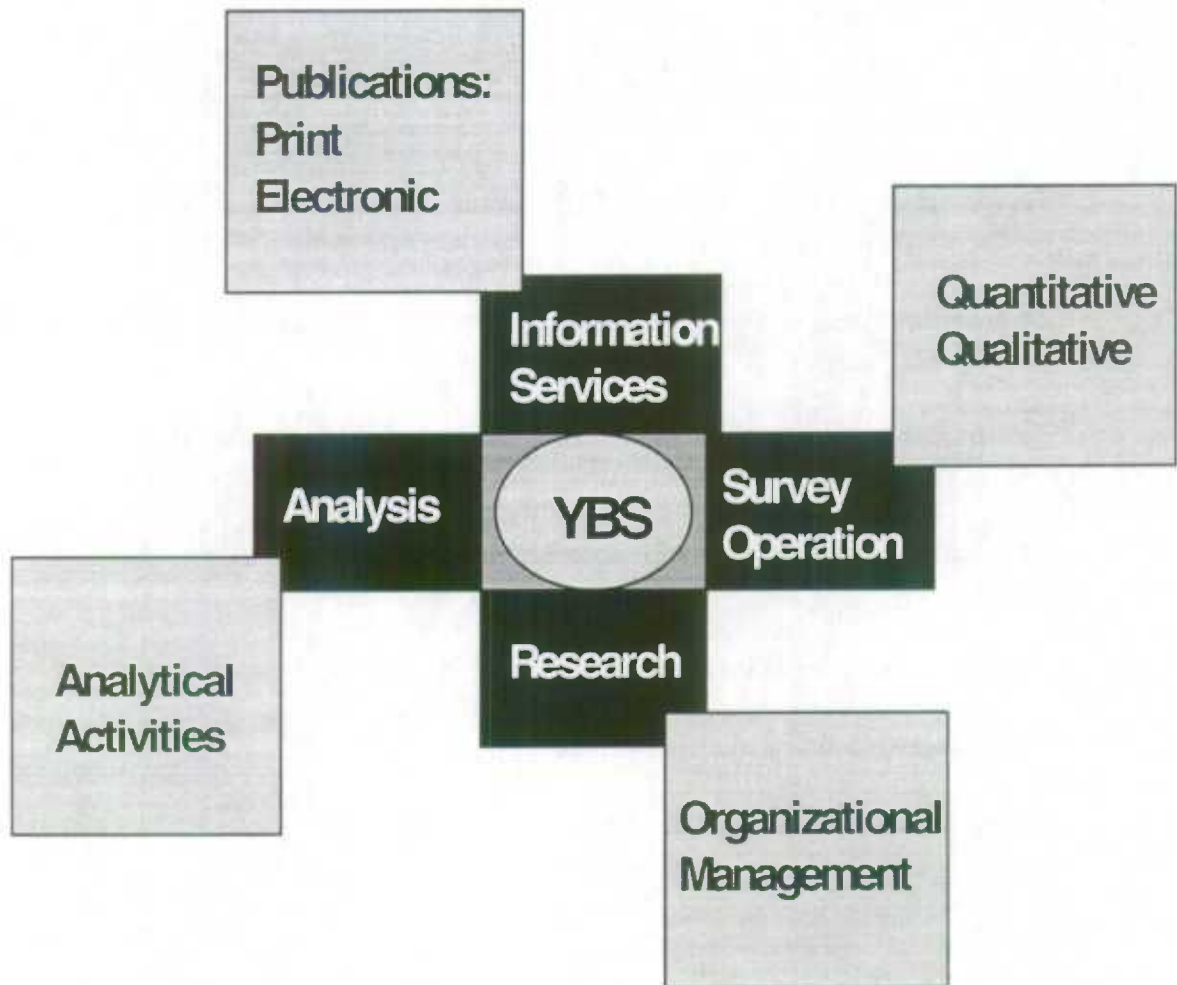 Publications:
Print
Electronic
Quantitative
Qualitative
Information
Services
Analysis
YBS
Survey
Operation
Research
Analytical
Activities
Organizational
Management